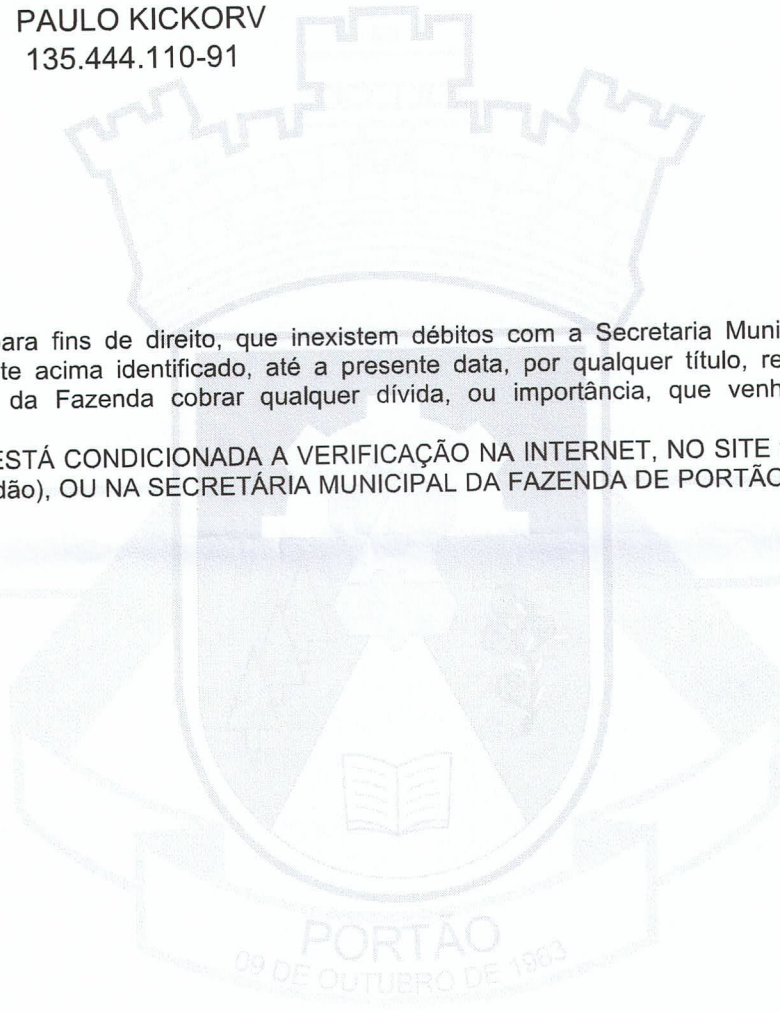 PAULO KICKORV
135.444.110-91
para fins de direito, que inexistem débitos com a Secretaria Muni
te acima identificado, até a presente data, por qualquer título, re
da Fazenda cobrar qualquer dívida, ou importância, que venh
ESTÁ CONDICIONADA A VERIFICAÇÃO NA INTERNET, NO SITE
dão), OU NA SECRETÁRIA MUNICIPAL DA FAZENDA DE PORTÃO
PORTÃO
09 DE OUTUBRO DE 1963